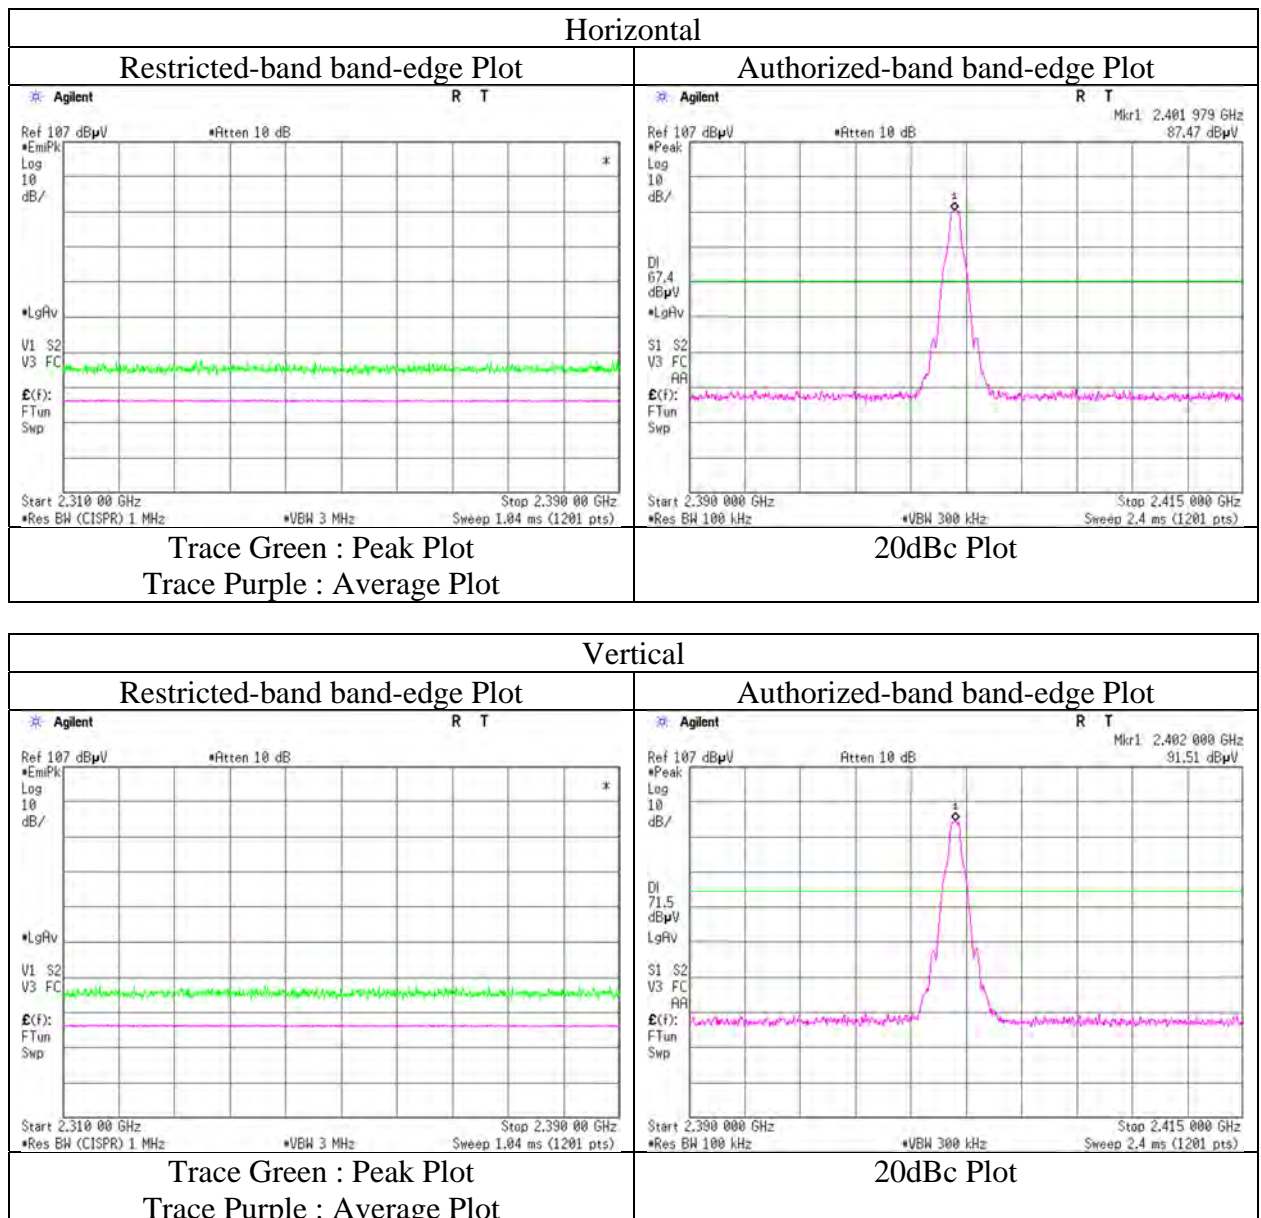 Horizontal
Restricted-band band-edge Plot
Authorized-band band-edge Plot
Agilent
R T
Ref 107 dBµV
#Atten 10 dB
#EmiPk
Log
10
dB/
*
#LgAv
V1 S2
V3 FC
£(f):
FTun
Swp
Start 2.310 00 GHz
Stop 2.390 00 GHz
#Res BW (CISPR) 1 MHz
#VBW 3 MHz
Sweep 1.04 ms (1201 pts)
Agilent
R T
Mkr1 2.401 979 GHz
Ref 107 dBµV
#Atten 10 dB
87.47 dBµV
#Peak
Log
10
dB/
1
DI
67.4
dBµV
#LgAv
S1 S2
V3 FC
AA
£(f):
FTun
Swp
Start 2.390 000 GHz
Stop 2.415 000 GHz
#Res BW 100 kHz
#VBW 300 kHz
Sweep 2.4 ms (1201 pts)
Trace Green : Peak Plot
Trace Purple : Average Plot
20dBc Plot
Vertical
Restricted-band band-edge Plot
Authorized-band band-edge Plot
Agilent
R T
Ref 107 dBµV
#Atten 10 dB
#EmiPk
Log
10
dB/
*
#LgAv
V1 S2
V3 FC
£(f):
FTun
Swp
Start 2.310 00 GHz
Stop 2.390 00 GHz
#Res BW (CISPR) 1 MHz
#VBW 3 MHz
Sweep 1.04 ms (1201 pts)
Agilent
R T
Mkr1 2.402 000 GHz
Ref 107 dBµV
Atten 10 dB
91.51 dBµV
#Peak
Log
10
dB/
1
DI
71.5
dBµV
LgAv
S1 S2
V3 FC
AA
£(f):
FTun
Swp
Start 2.390 000 GHz
Stop 2.415 000 GHz
#Res BW 100 kHz
#VBW 300 kHz
Sweep 2.4 ms (1201 pts)
Trace Green : Peak Plot
Trace Purple : Average Plot
20dBc Plot